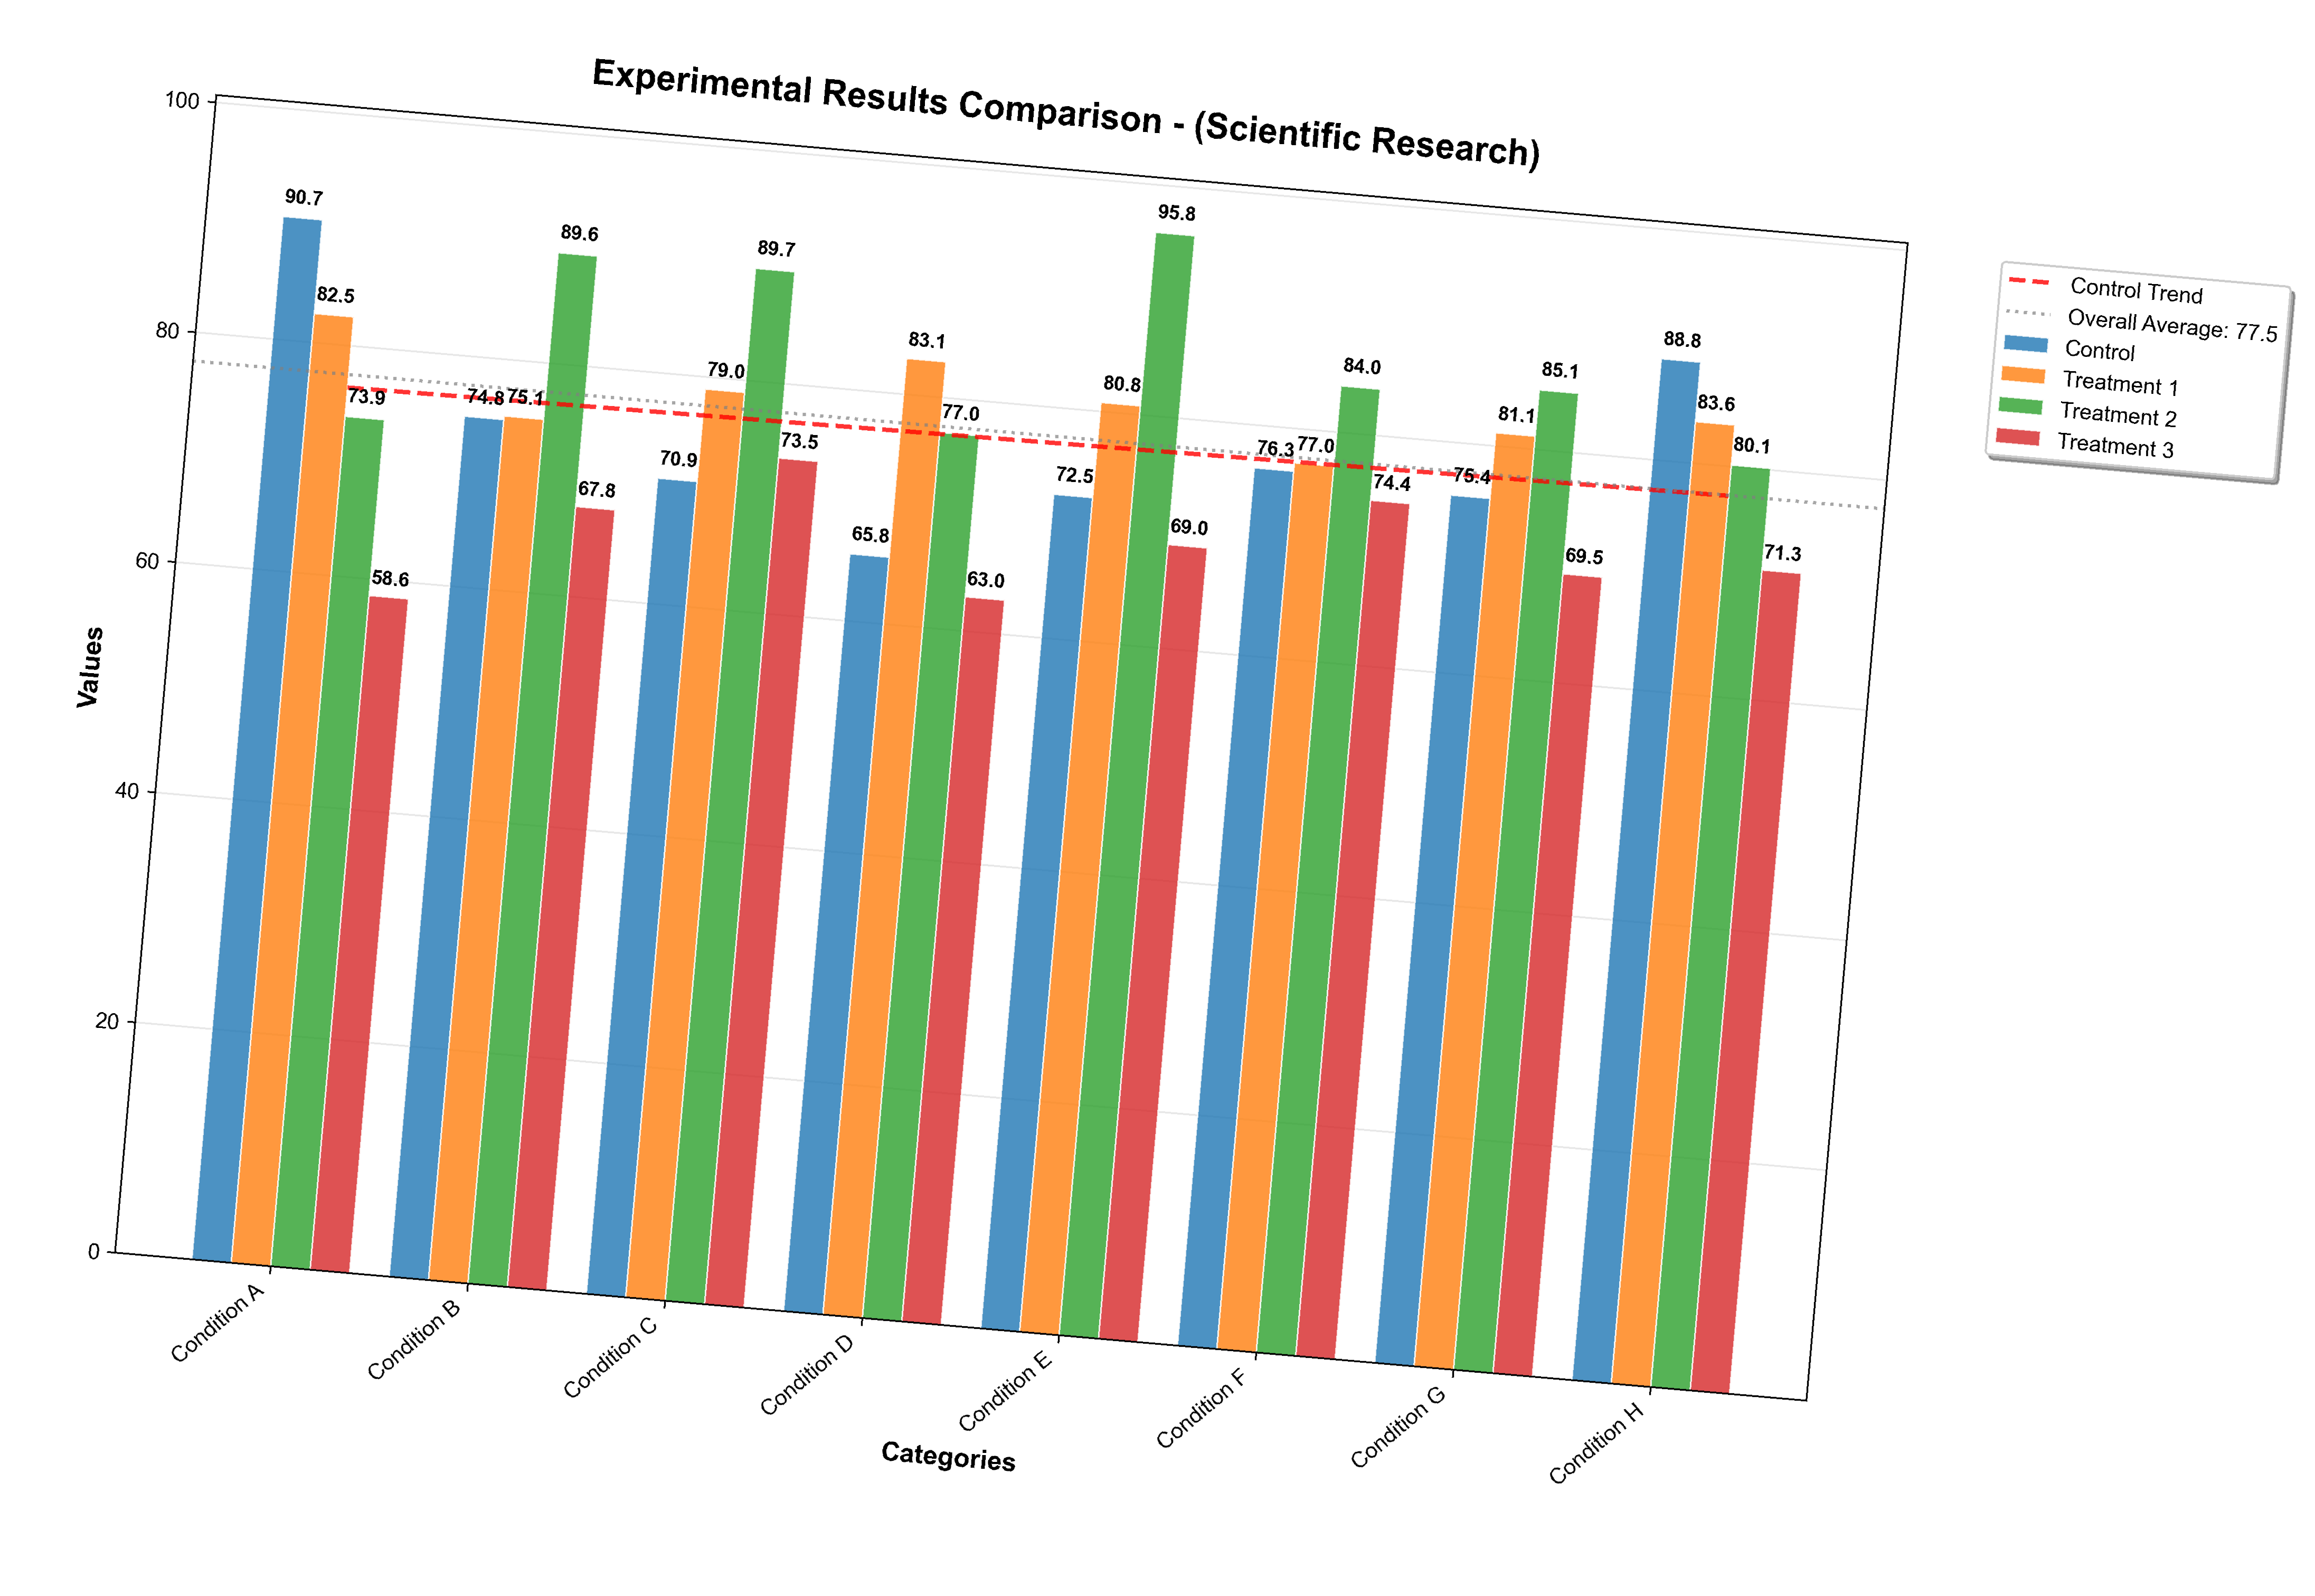 Experimental Results Comparison - (Scientific Research)
100
80
60
40
20
0
Values
90.7
82.5
73.9
58.6
74.8
75.1
89.6
67.8
70.9
79.0
89.7
73.5
65.8
83.1
77.0
63.0
72.5
80.8
95.8
69.0
76.3
77.0
84.0
74.4
75.4
81.1
85.1
69.5
88.8
83.6
80.1
71.3
Condition A
Condition B
Condition C
Condition D
Condition E
Condition F
Condition G
Condition H
Categories
Control Trend
Overall Average: 77.5
Control
Treatment 1
Treatment 2
Treatment 3